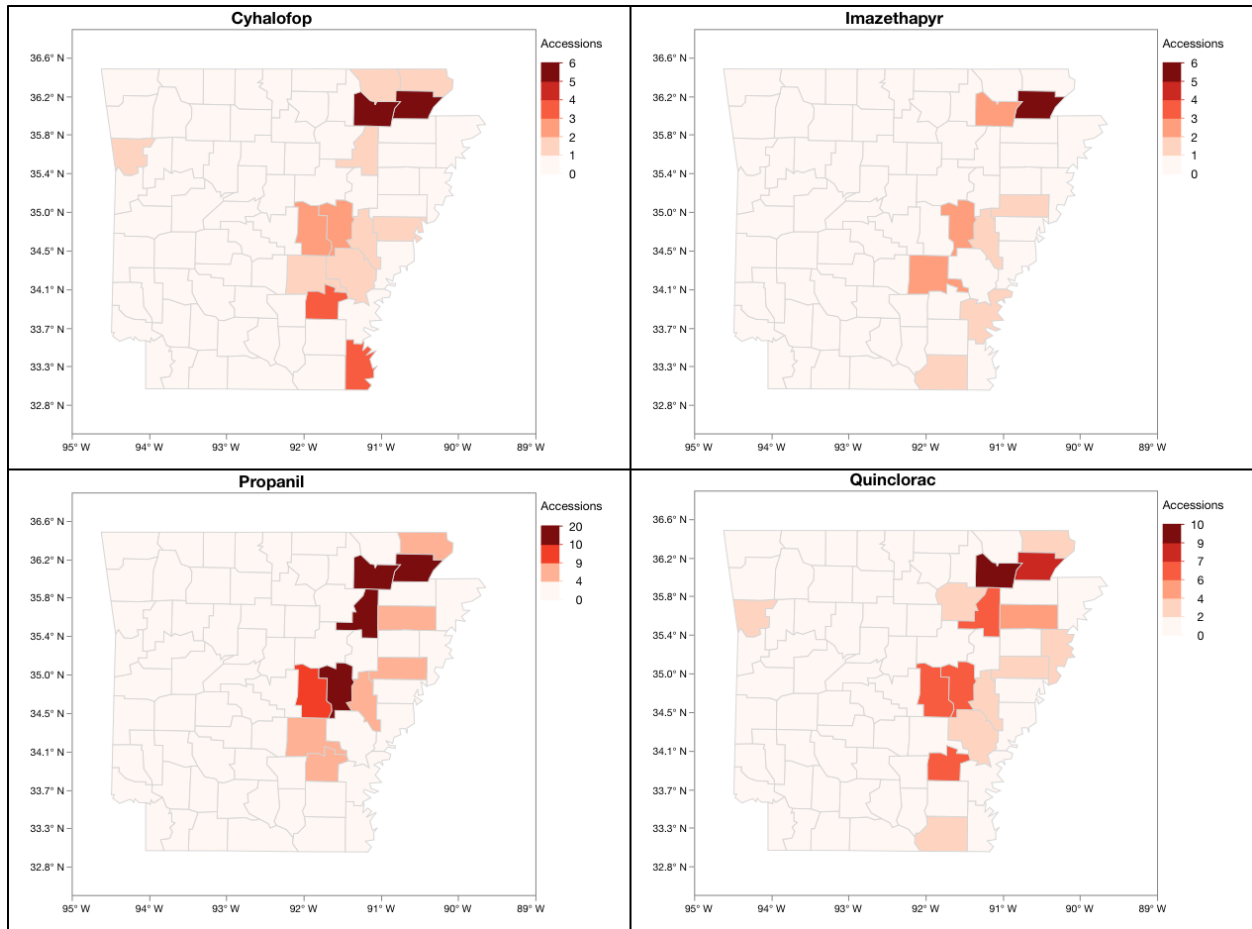 Cyhalofop
Accessions
6
5
4
3
2
1
0
36.6° N
36.2° N
35.8° N
35.4° N
35.0° N
34.5° N
34.1° N
33.7° N
33.3° N
32.8° N
95° W 94° W 93° W 92° W 91° W 90° W 89° W
Imazethapyr
Accessions
6
5
4
3
2
1
0
36.6° N
36.2° N
35.8° N
35.4° N
35.0° N
34.5° N
34.1° N
33.7° N
33.3° N
32.8° N
95° W 94° W 93° W 92° W 91° W 90° W 89° W
Propanil
Accessions
20
10
9
4
0
36.6° N
36.2° N
35.8° N
35.4° N
35.0° N
34.5° N
34.1° N
33.7° N
33.3° N
32.8° N
95° W 94° W 93° W 92° W 91° W 90° W 89° W
Quinclorac
Accessions
10
9
7
6
4
2
0
36.6° N
36.2° N
35.8° N
35.4° N
35.0° N
34.5° N
34.1° N
33.7° N
33.3° N
32.8° N
95° W 94° W 93° W 92° W 91° W 90° W 89° W